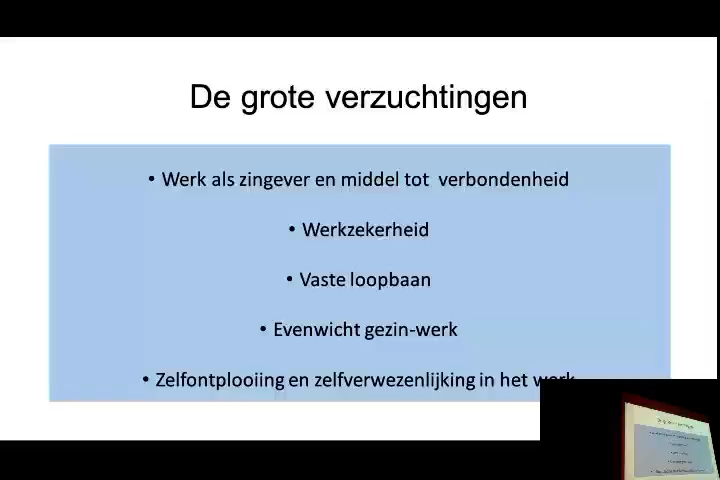 De grote verzuchtingen
• Werk als zingever en middel tot verbondenheid
• Werkzekerheid
• Vaste loopbaan
• Evenwicht gezin-werk
• Zelfontplooiing en zelfverwezenlijking in het werk